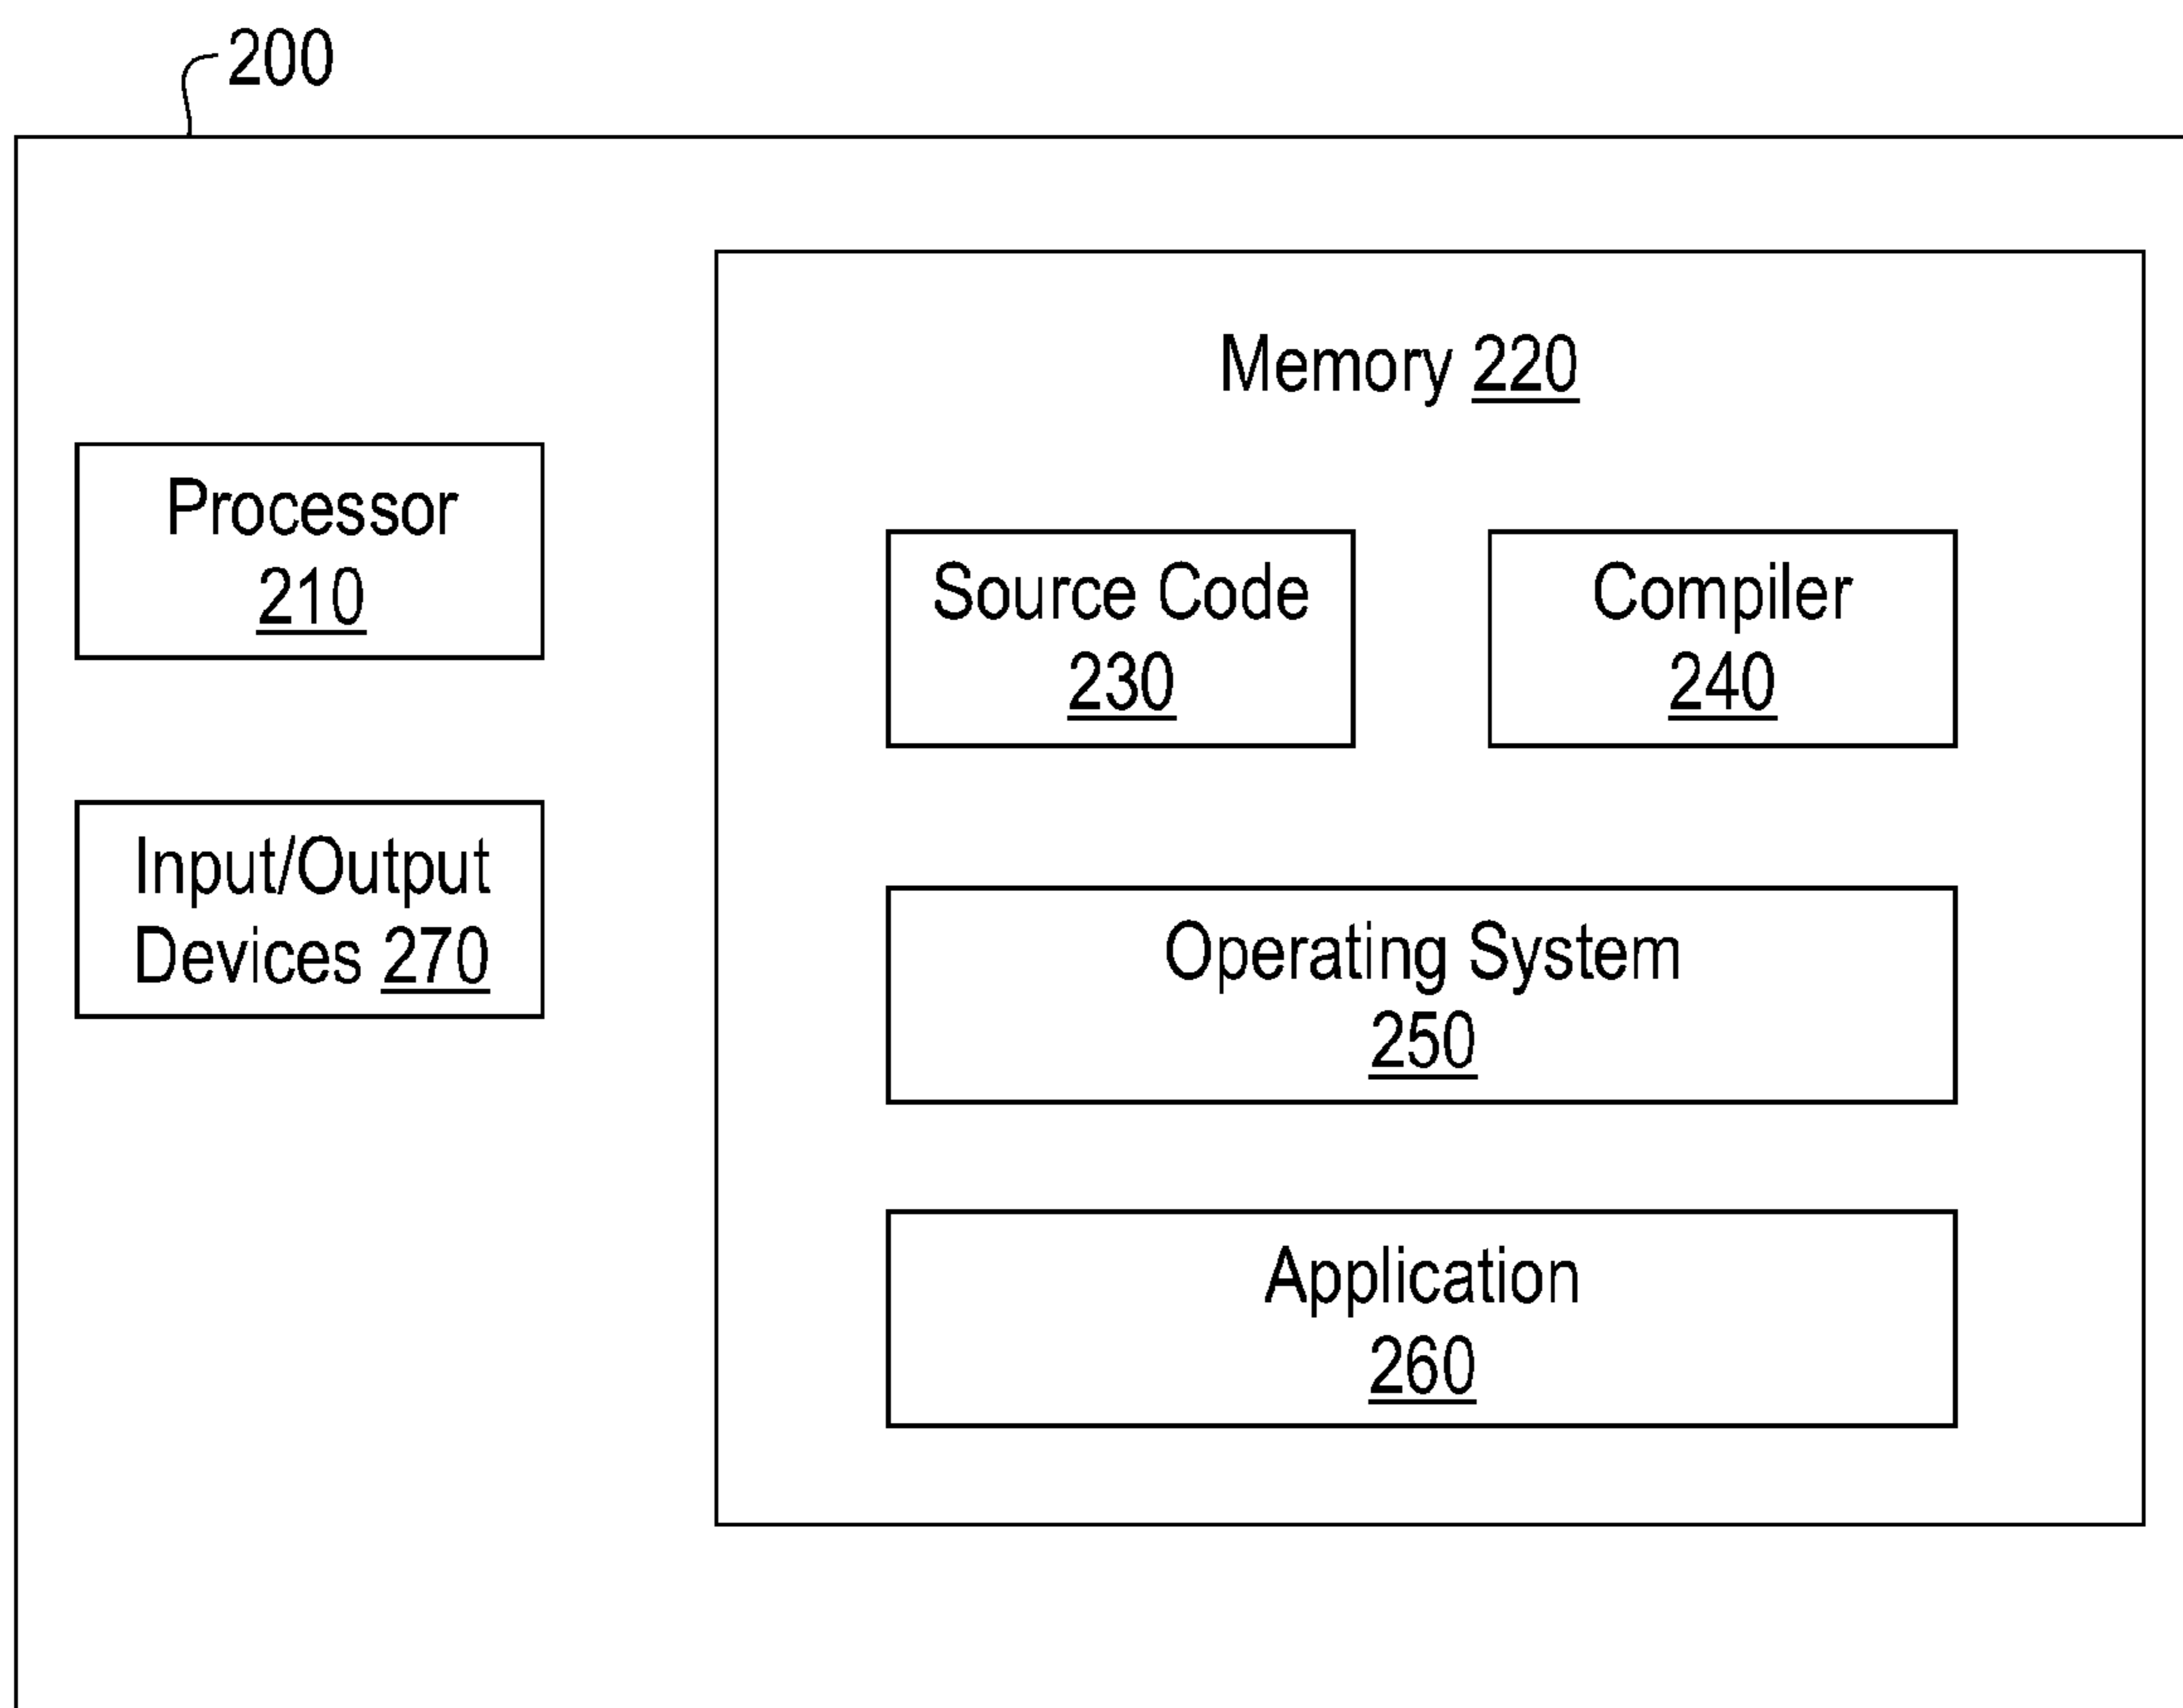 200
Memory 220
Processor
210
Source Code
230
Compiler
240
Input/Output
Devices 270
Operating System
250
Application
260